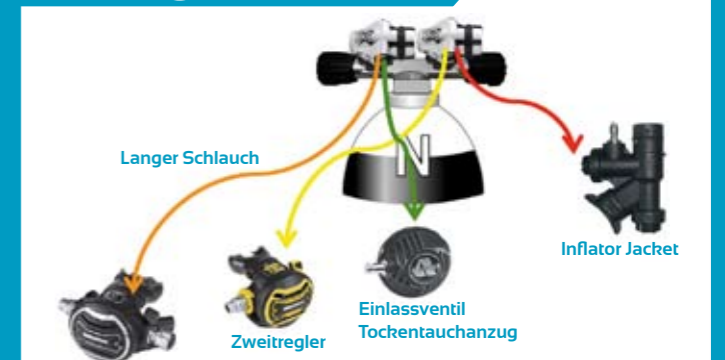 N
Langer Schlauch
Inflator Jacket
Einlassventil
Tockentauchanzug
Zweitregler